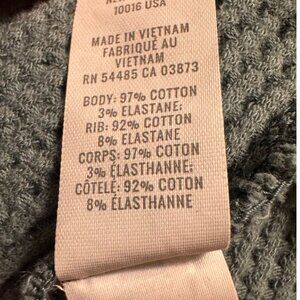 10016 USA
MADE IN VIETNAM
FABRIQUÉ AU
VIETNAM
RN 54485 CA 03873
BODY: 97% COTTON
3% ELASTANE:
RIB: 92% COTTON
8% ELASTANE
CORPS: 97% COTON
3% ÉLASTHANNE;
CÔTELÉ: 92% COTON
8% ÉLASTHANNE